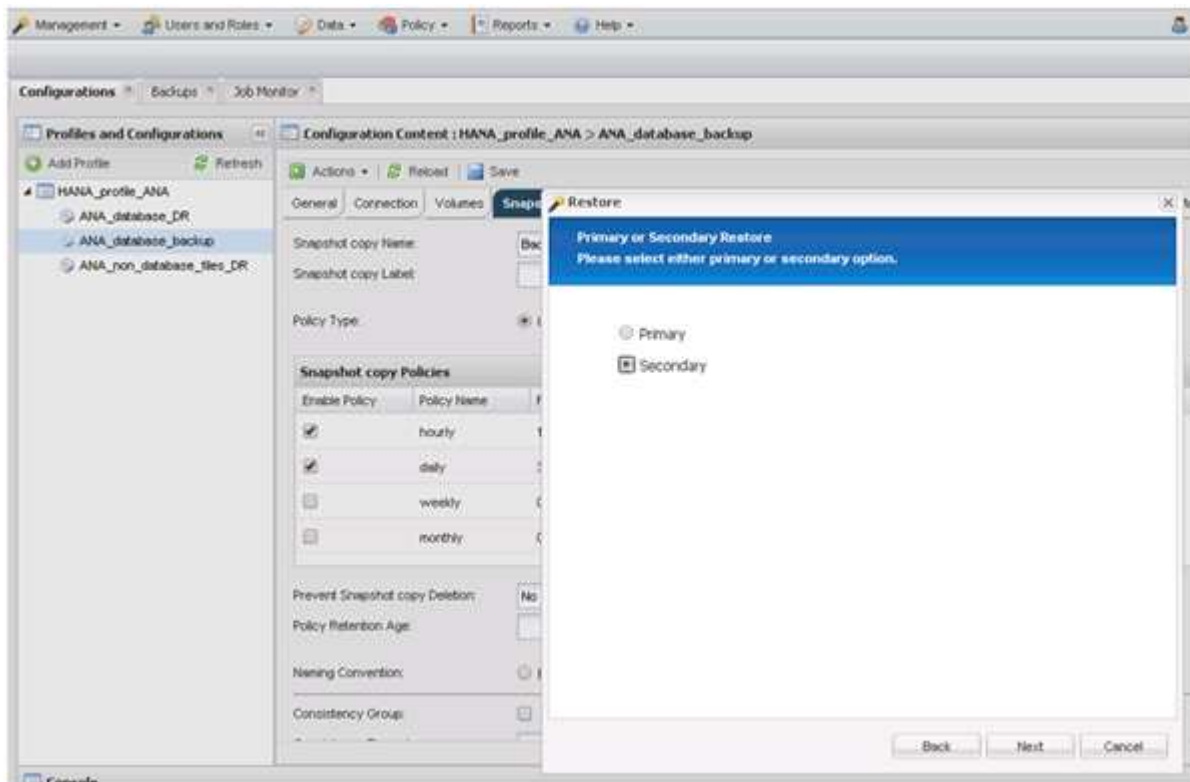 Management Users and Roles Data Policy Reports Help
Configurations Backups Job Monitor
Profiles and Configurations
Add Profile Refresh
HANA_profile_ANA
ANA_database_DR
ANA_database_backup
ANA_non_database_files_DR
Configuration Content : HANA_profile_ANA > ANA_database_backup
Actions Reload Save
General Connection Volumes Snaps
Snapshot copy Name: Bac
Snapshot copy Label:
Policy Type:
Snapshot copy Policies
Enable Policy Policy Name
hourly
daily
weekly
monthly
Prevent Snapshot copy Deletion: No
Policy Retention Age:
Naming Convention:
Consistency Group:
Console
Restore
Primary or Secondary Restore
Please select either primary or secondary option.
Primary
Secondary
Back Next Cancel